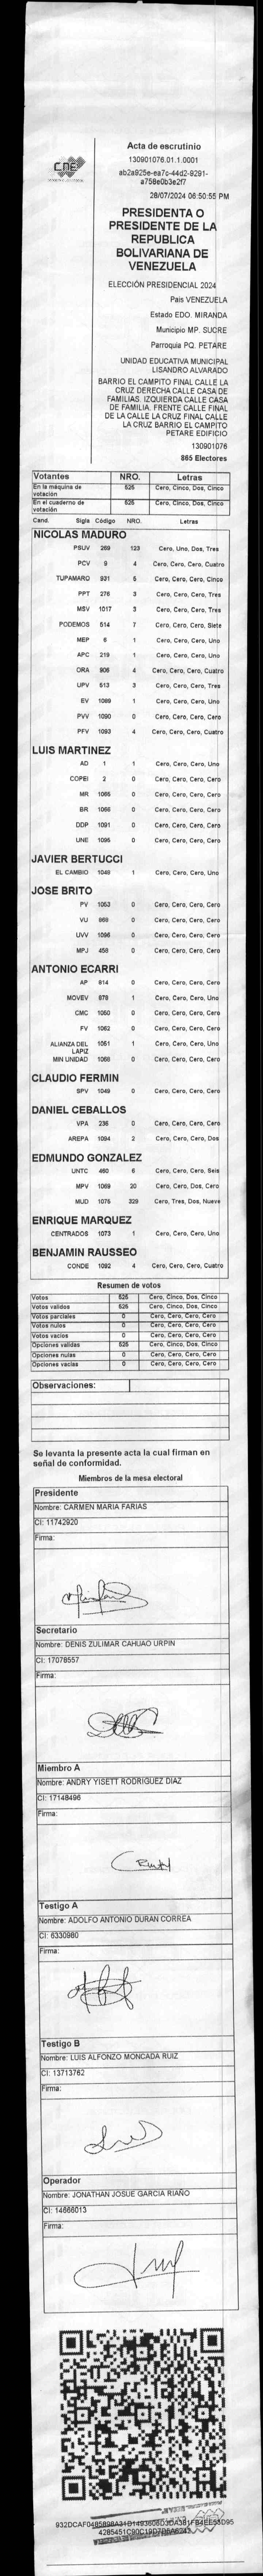 CNE
Acta de escrutinio
130901076.01.1.0001
ab2a925e-ea7c-44d2-9291-
a758e0b3e2f7
28/07/2024 06:50:55 PM
PRESIDENTA O
PRESIDENTE DE LA
REPUBLICA
BOLIVARIANA DE
VENEZUELA
ELECCIÓN PRESIDENCIAL 2024
Pais VENEZUELA
Estado EDO. MIRANDA
Municipio MP. SUCRE
Parroquia PQ. PETARE
UNIDAD EDUCATIVA MUNICIPAL
LISANDRO ALVARADO
BARRIO EL CAMPITO FINAL CALLE LA
CRUZ DERECHA CALLE CASA DE
FAMILIAS. IZQUIERDA CALLE CASA
DE FAMILIA. FRENTE CALLE FINAL
DE LA CALLE LA CRUZ FINAL CALLE
LA CRUZ BARRIO EL CAMPITO
PETARE EDIFICIO
130901076
865 Electores
Votantes NRO. Letras
En la máquina de votación 525 Cero, Cinco, Dos, Cinco
En el cuaderno de votación 525 Cero, Cinco, Dos, Cinco
Cand. Sigla Código NRO. Letras
NICOLAS MADURO
PSUV 269 123 Cero, Uno, Dos, Tres
PCV 9 4 Cero, Cero, Cero, Cuatro
TUPAMARO 931 5 Cero, Cero, Cero, Cinco
PPT 276 3 Cero, Cero, Cero, Tres
MSV 1017 3 Cero, Cero, Cero, Tres
PODEMOS 514 7 Cero, Cero, Cero, Siete
MEP 6 1 Cero, Cero, Cero, Uno
APC 219 1 Cero, Cero, Cero, Uno
ORA 906 4 Cero, Cero, Cero, Cuatro
UPV 513 3 Cero, Cero, Cero, Tres
EV 1089 1 Cero, Cero, Cero, Uno
PVV 1090 0 Cero, Cero, Cero, Cero
PFV 1093 4 Cero, Cero, Cero, Cuatro
LUIS MARTINEZ
AD 1 1 Cero, Cero, Cero, Uno
COPEI 2 0 Cero, Cero, Cero, Cero
MR 1065 0 Cero, Cero, Cero, Cero
BR 1066 0 Cero, Cero, Cero, Cero
DDP 1091 0 Cero, Cero, Cero, Cero
UNE 1095 0 Cero, Cero, Cero, Cero
JAVIER BERTUCCI
EL CAMBIO 1048 1 Cero, Cero, Cero, Uno
JOSE BRITO
PV 1053 0 Cero, Cero, Cero, Cero
VU 869 0 Cero, Cero, Cero, Cero
UVV 1096 0 Cero, Cero, Cero, Cero
MPJ 458 0 Cero, Cero, Cero, Cero
ANTONIO ECARRI
AP 814 0 Cero, Cero, Cero, Cero
MOVEV 878 1 Cero, Cero, Cero, Uno
CMC 1050 0 Cero, Cero, Cero, Cero
FV 1062 0 Cero, Cero, Cero, Cero
ALIANZA DEL LAPIZ 1051 1 Cero, Cero, Cero, Uno
MIN UNIDAD 1068 0 Cero, Cero, Cero, Cero
CLAUDIO FERMIN
SPV 1049 0 Cero, Cero, Cero, Cero
DANIEL CEBALLOS
VPA 236 0 Cero, Cero, Cero, Cero
AREPA 1094 2 Cero, Cero, Cero, Dos
EDMUNDO GONZALEZ
UNTC 460 6 Cero, Cero, Cero, Seis
MPV 1069 20 Cero, Cero, Dos, Cero
MUD 1075 329 Cero, Tres, Dos, Nueve
ENRIQUE MARQUEZ
CENTRADOS 1073 1 Cero, Cero, Cero, Uno
BENJAMIN RAUSSEO
CONDE 1092 4 Cero, Cero, Cero, Cuatro
Resumen de votos
Votos 525 Cero, Cinco, Dos, Cinco
Votos validos 525 Cero, Cinco, Dos, Cinco
Votos parciales 0 Cero, Cero, Cero, Cero
Votos nulos 0 Cero, Cero, Cero, Cero
Votos vacios 0 Cero, Cero, Cero, Cero
Opciones validas 525 Cero, Cinco, Dos, Cinco
Opciones nulas 0 Cero, Cero, Cero, Cero
Opciones vacias 0 Cero, Cero, Cero, Cero
Observaciones:
Se levanta la presente acta la cual firman en
señal de conformidad.
Miembros de la mesa electoral
Presidente
Nombre: CARMEN MARIA FARIAS
CI: 11742920
Firma:
Secretario
Nombre: DENIS ZULIMAR CAHUAO URPIN
CI: 17078557
Firma:
Miembro A
Nombre: ANDRY YISETT RODRIGUEZ DIAZ
CI: 17148496
Firma:
Testigo A
Nombre: ADOLFO ANTONIO DURAN CORREA
CI: 6330980
Firma:
Testigo B
Nombre: LUIS ALFONZO MONCADA RUIZ
CI: 13713762
Firma:
Operador
Nombre: JONATHAN JOSUE GARCIA RIAÑO
CI: 14666013
Firma: